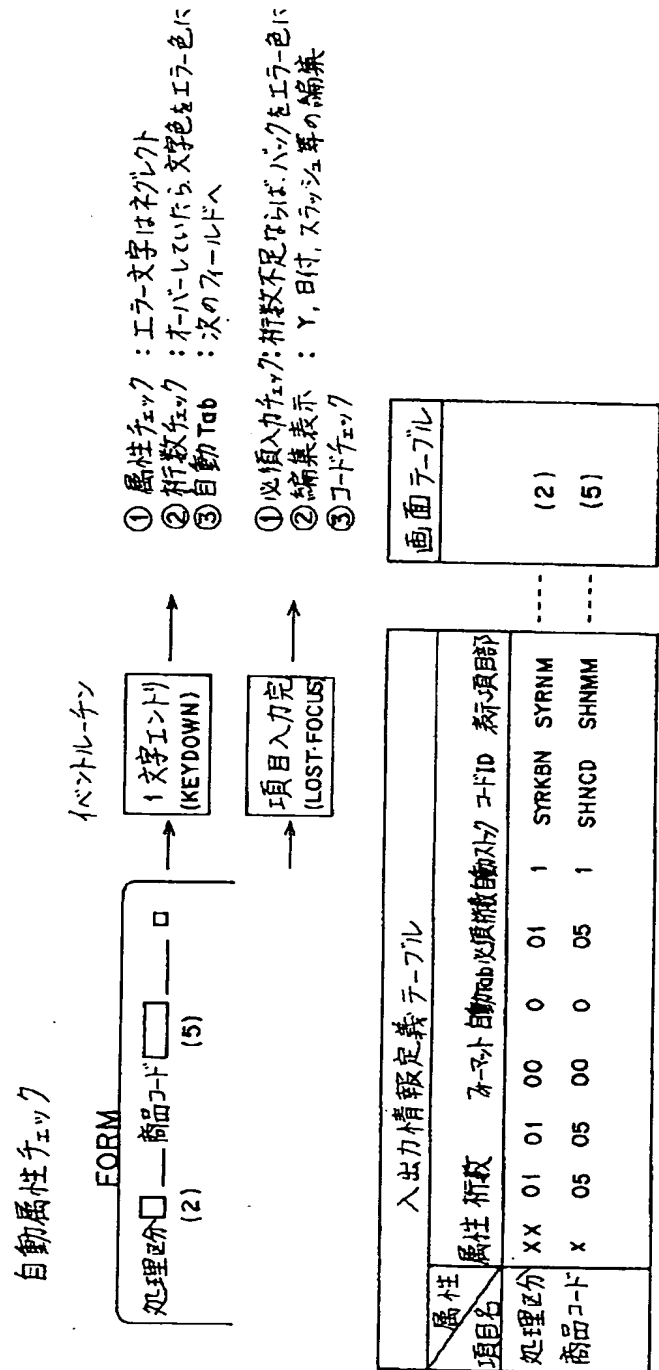 自動属性チェック
FORM
処理区分 商品コード
(2) (5)
イベントルーチン
1文字エントリ
(KEYDOWN)
① 属性チェック : エラー文字はネグレクト
② 桁数チェック : オーバーしていたら文字色をエラー色に
③ 自動Tab : 次のフィールドへ
項目入力完
(LOST・FOCUS)
① 必須入力チェック: 桁数不足ならば、バックをエラー色に
② 編集表示 : Y, 日付, スラッシュ等の編集
③ コードチェック
入出力情報定義テーブル
画面テーブル
属性
項目名
属性 桁数 フォーマット 自動Tab 必須桁数 自動ストック コードID 表示項目部
処理区分 XX 01 01 00 0 01 1 SYRKBN SYRNM ----- (2)
商品コード X 05 05 00 0 05 1 SHNCD SHNMM ----- (5)